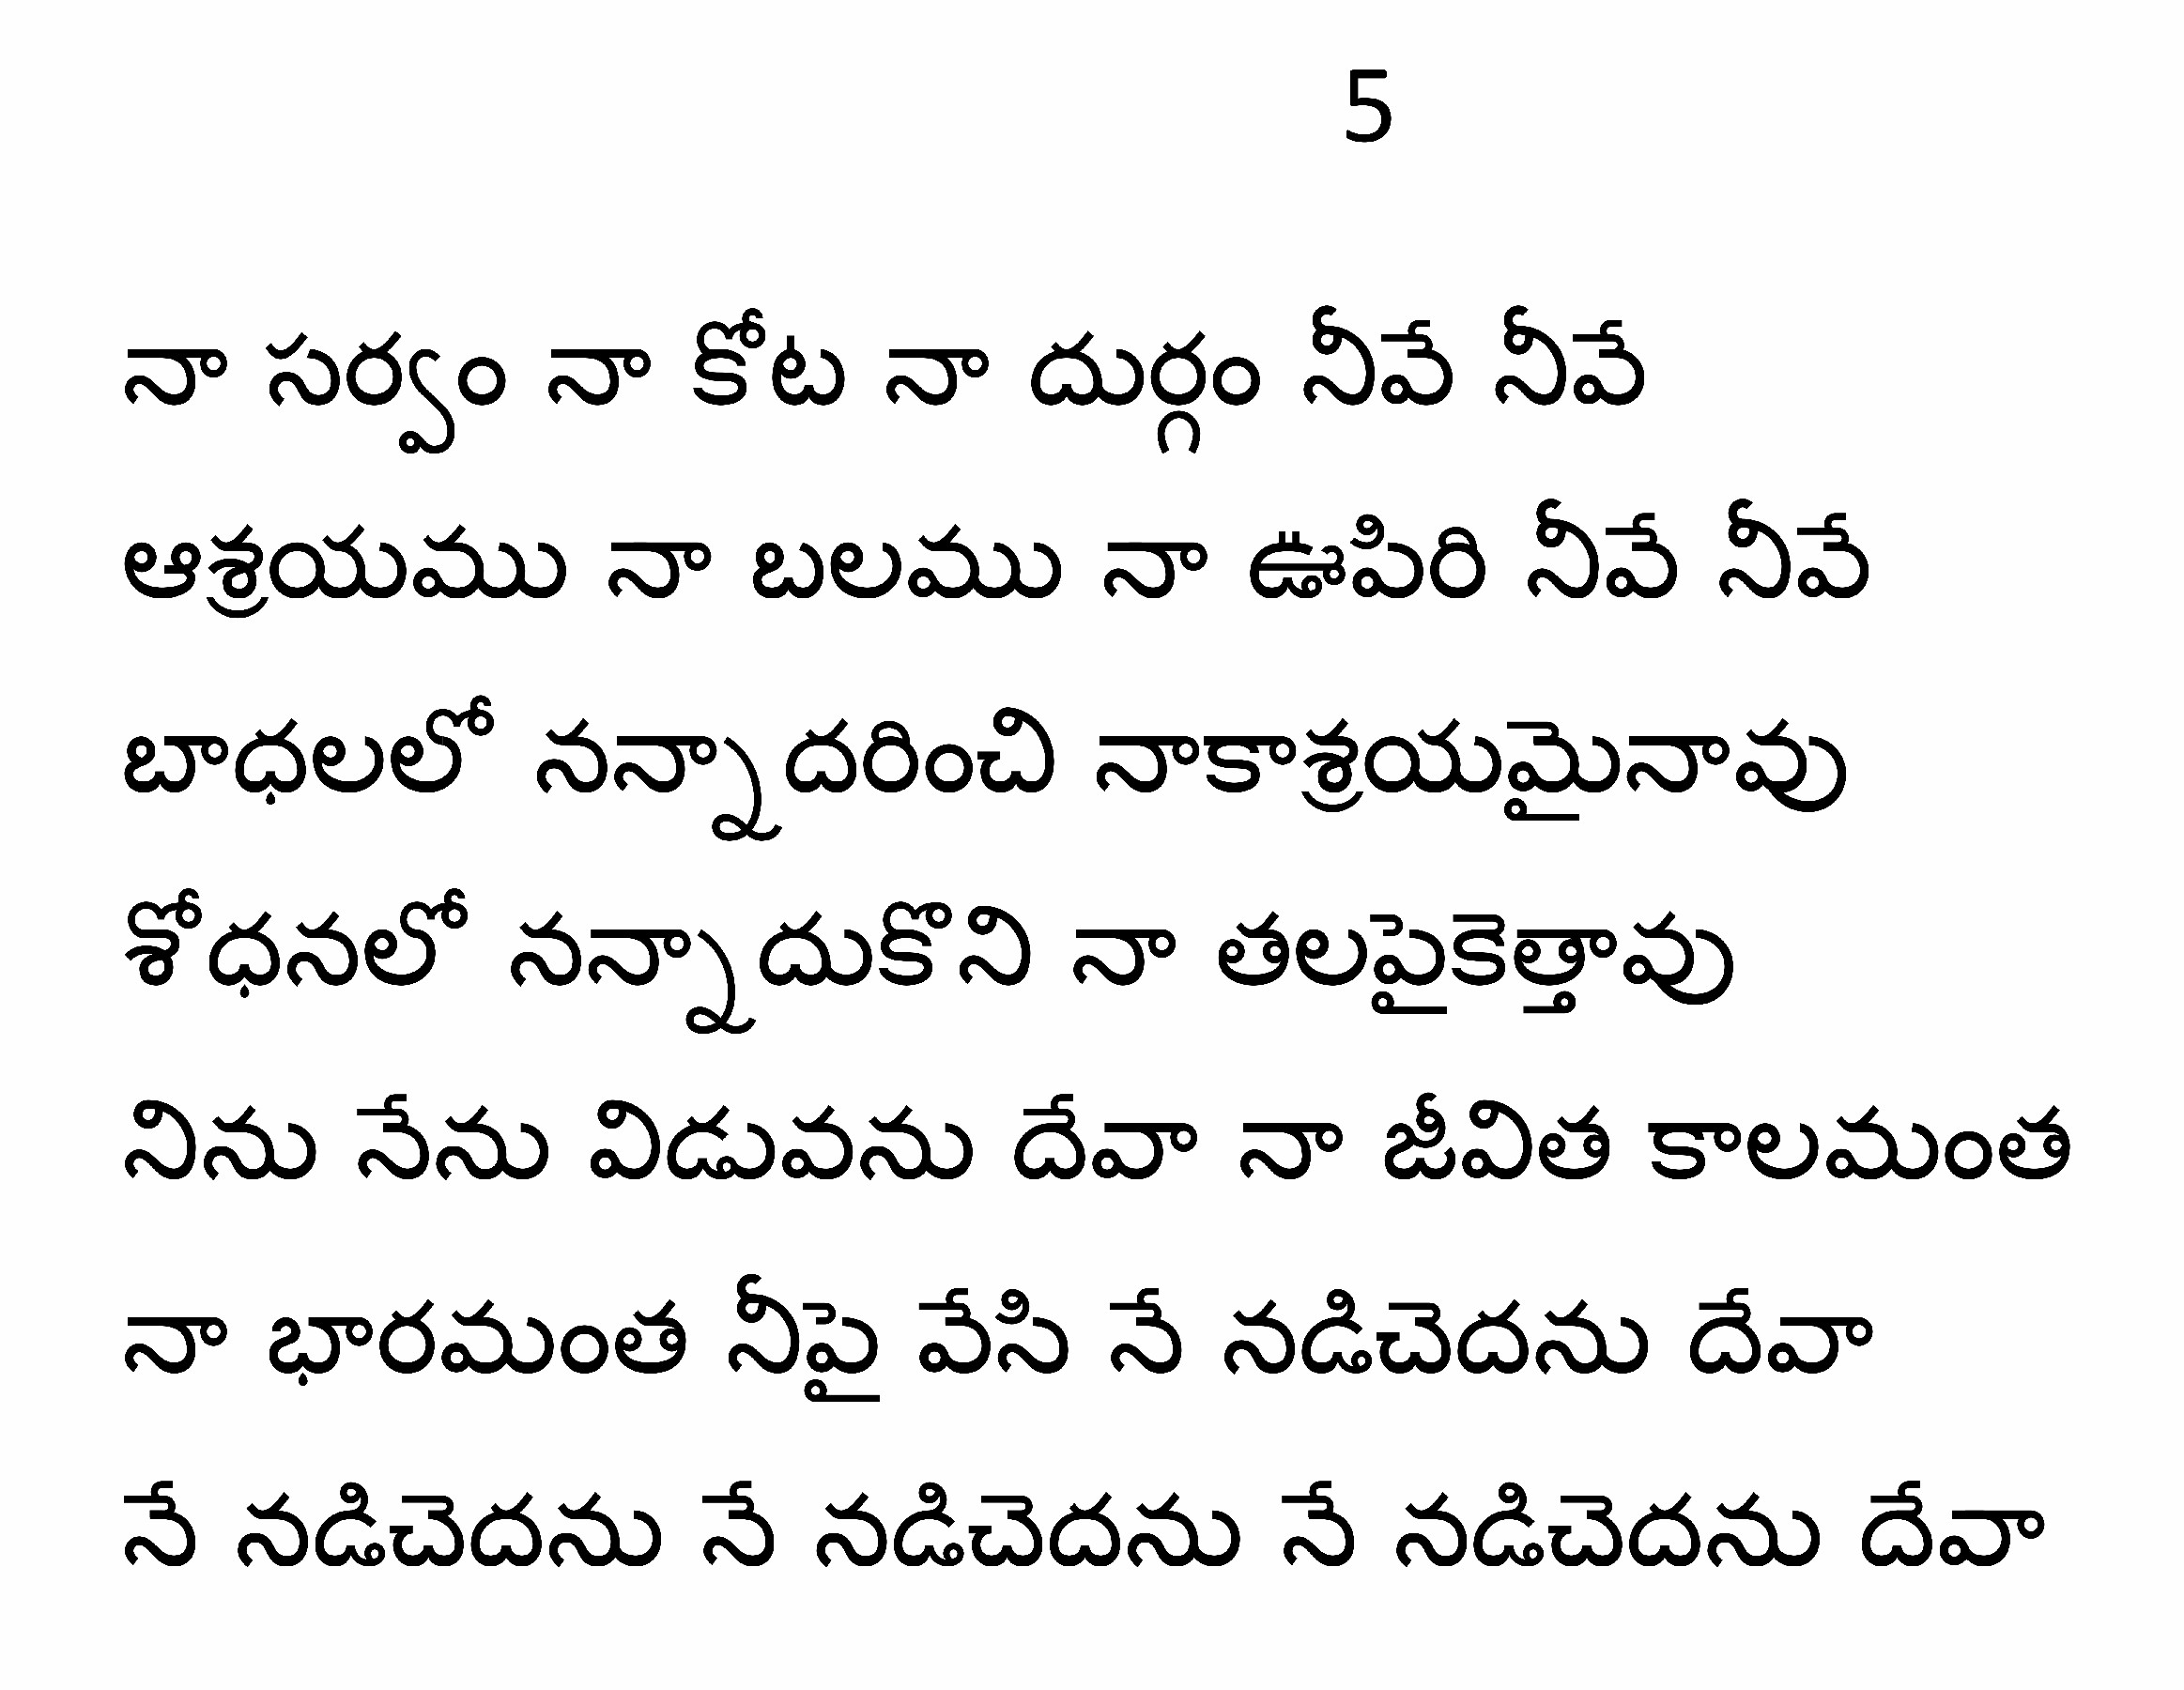 5
నా సర్వం నా కోట నా దుర్గం నీవే నీవే
ఆశ్రయము నా బలము నా ఊపిరి నీవే నీవే
బాధలలో నన్నాదరించి నాకాశ్రయమైనావు
శోధనలో నన్నాదుకొని నా తలపైకెత్తావు
నిను నేను విడువను దేవా నా జీవిత కాలమంత
నా భారమంత నీపై వేసి నే నడిచెదను దేవా
నే నడిచెదను నే నడిచెదను నే నడిచెదను దేవా